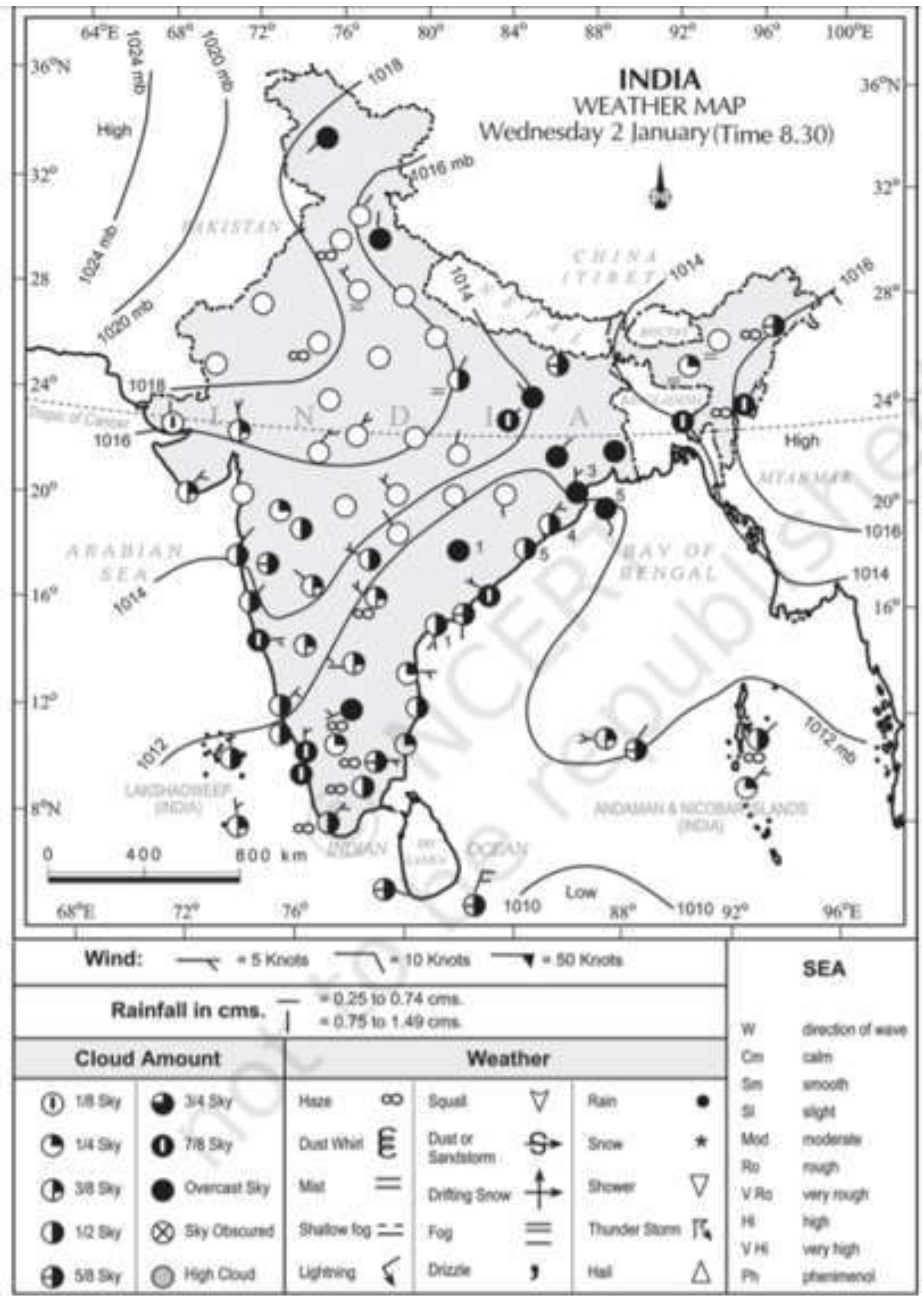 64°E 68° 72° 76° 80° 84° 88° 92° 96° 100°E
36°N
36°N
32°
32°
28°
28°
24°
24°
20°
20°
16°
16°
12°
12°
8°N
8°N
68°E 72° 76° 88° 92° 96°E
INDIA
WEATHER MAP
Wednesday 2 January (Time 8.30)
1024 mb
1020 mb
1018
High
1016 mb
PAKISTAN
1024 mb
1020 mb
1014
CHINA
(TIBET)
1014
1016
NEPAL
BHUTAN
1018
Tropic of Cancer
I N D I A
BANGLADESH
1016
High
MYANMAR
3
5
ARABIAN
SEA
1
4
5
BAY OF
BENGAL
1016
1014
1014
1
1012
1012 mb
LAKSHADWEEP
(INDIA)
ANDAMAN & NICOBAR ISLANDS
(INDIA)
0 400 800 km
INDIAN OCEAN
SRI
LANKA
Low
1010
1010
© NCERT
not to be republished
Wind: = 5 Knots = 10 Knots = 50 Knots
Rainfall in cms. = 0.25 to 0.74 cms.
= 0.75 to 1.49 cms.
Cloud Amount
1/8 Sky 3/4 Sky
1/4 Sky 7/8 Sky
3/8 Sky Overcast Sky
1/2 Sky Sky Obscured
5/8 Sky High Cloud
Weather
Haze Squall Rain
Dust Whirl Dust or Sandstorm Snow
Mist Drifting Snow Shower
Shallow fog Fog Thunder Storm
Lightning Drizzle Hail
SEA
W direction of wave
Cm calm
Sm smooth
Sl slight
Mod moderate
Ro rough
V Ro very rough
Hi high
V Hi very high
Ph phenimenol